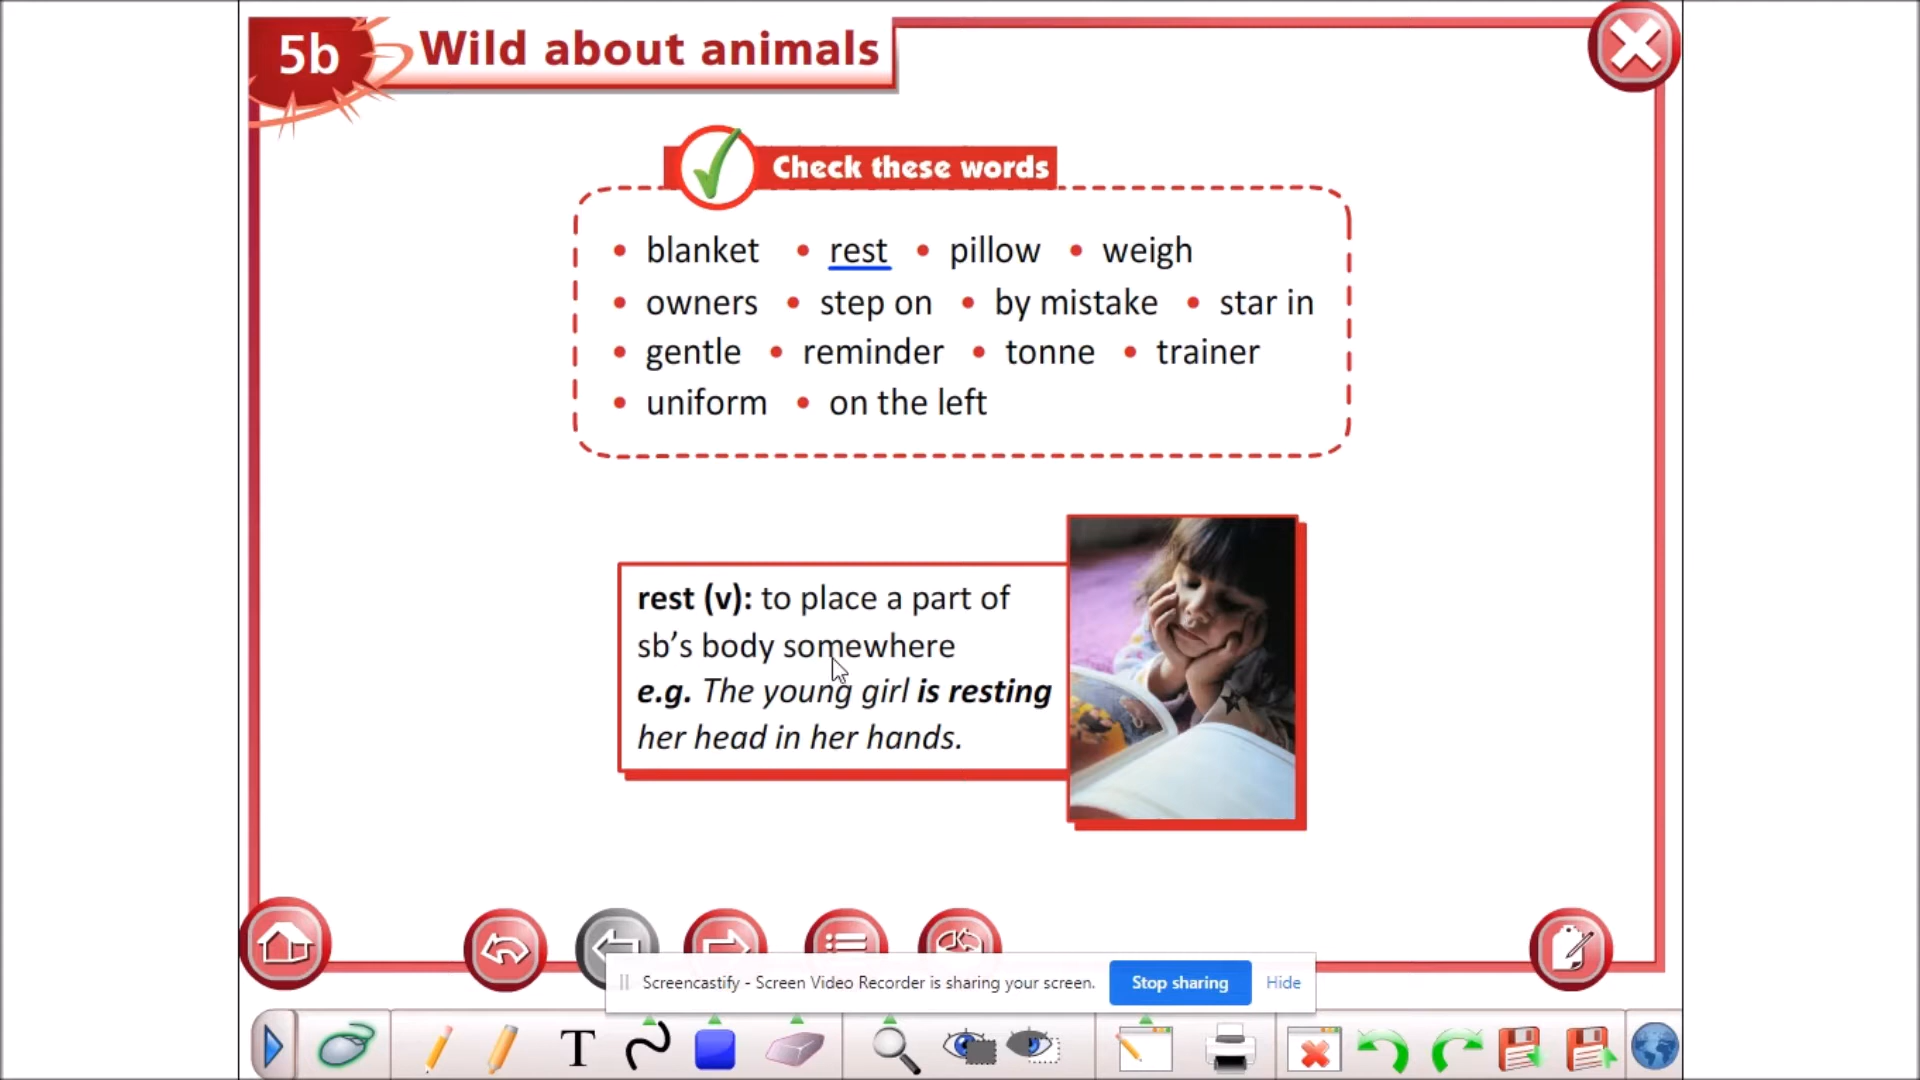 5b Wild about animals
Check these words
• blanket • rest • pillow • weigh
• owners • step on • by mistake • star in
• gentle • reminder • tonne • trainer
• uniform • on the left
rest (v): to place a part of
sb's body somewhere
e.g. The young girl is resting
her head in her hands.
Screencastify - Screen Video Recorder is sharing your screen. Stop sharing Hide
T